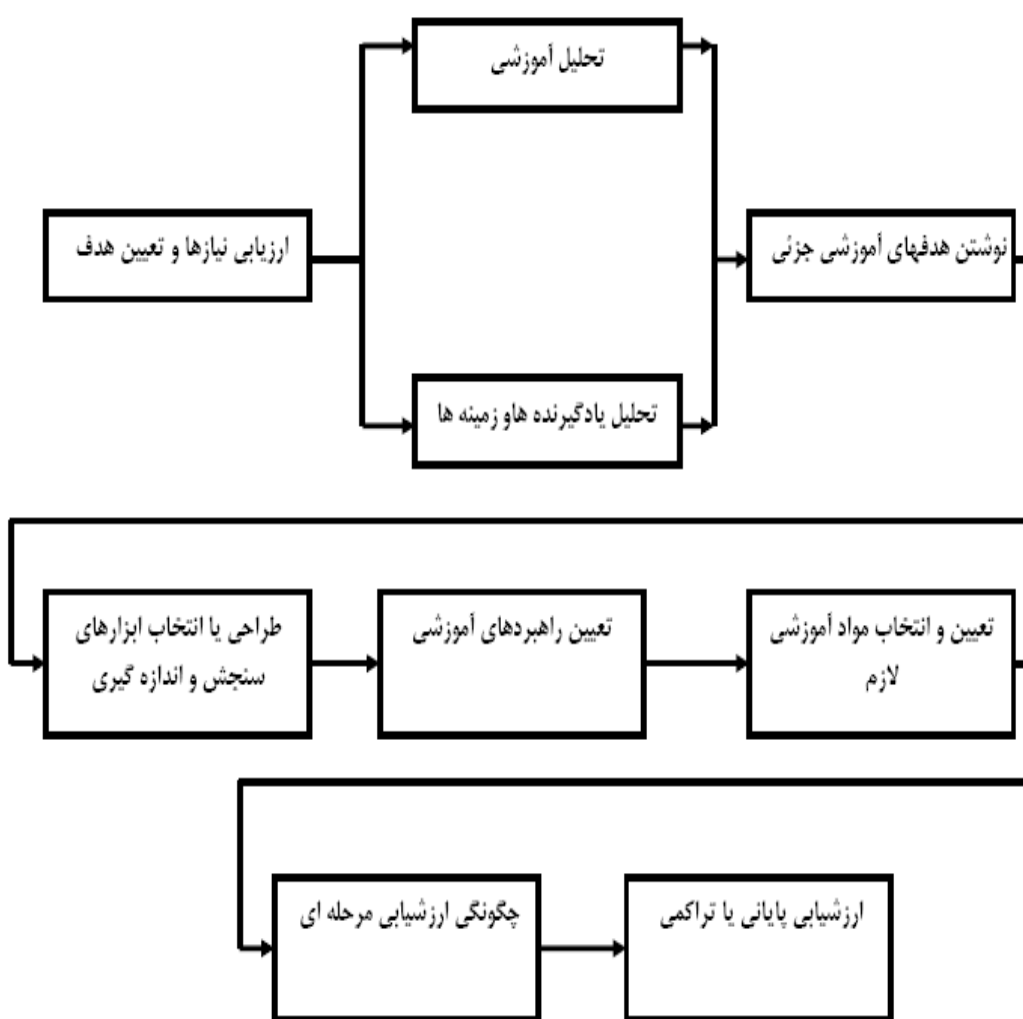 تحلیل آموزشی
ارزیابی نیازها و تعیین هدف
نوشتن هدفهای آموزشی جزئی
تحلیل یادگیرنده هاو زمینه ها
طراحی یا انتخاب ابزارهای
سنجش و اندازه گیری
تعیین راهبردهای آموزشی
تعیین و انتخاب مواد آموزشی
لازم
چگونگی ارزشیابی مرحله ای
ارزشیابی پایانی یا تراکمی